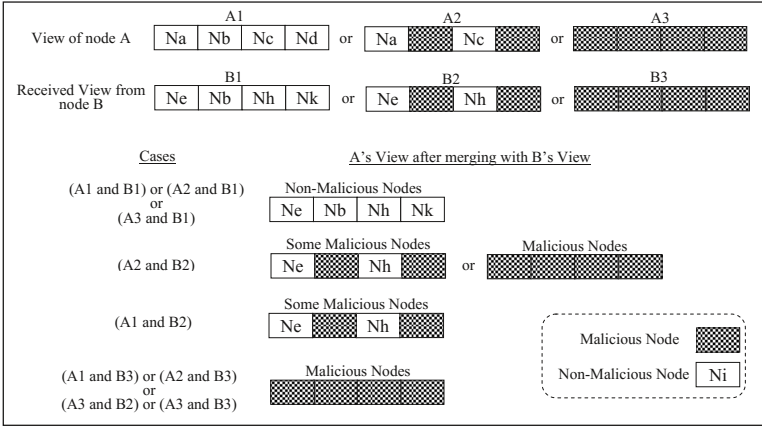 A1 A2 A3
View of node A Na Nb Nc Nd or Na Nc or
B1 B2 B3
Received View from
node B Ne Nb Nh Nk or Ne Nh or
Cases A's View after merging with B's View
(A1 and B1) or (A2 and B1)
or
(A3 and B1)
Non-Malicious Nodes
Ne Nb Nh Nk
Some Malicious Nodes Malicious Nodes
(A2 and B2) Ne Nh or
Some Malicious Nodes
(A1 and B2) Ne Nh
(A1 and B3) or (A2 and B3)
or
(A3 and B2) or (A3 and B3)
Malicious Nodes
Malicious Node
Non-Malicious Node Ni